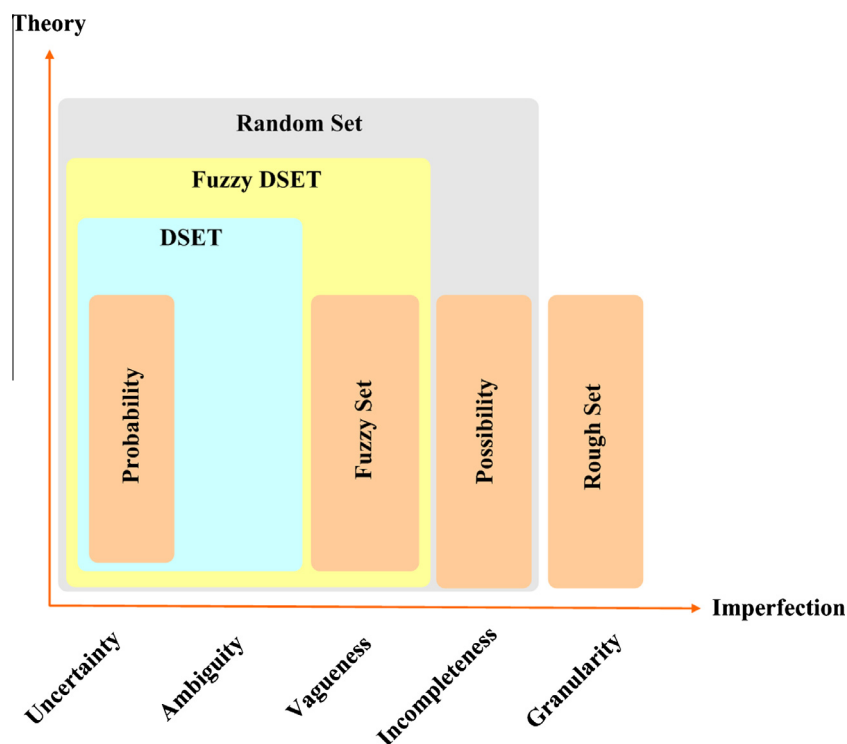 Theory
Random Set
Fuzzy DSET
DSET
Probability
Fuzzy Set
Possibility
Rough Set
Imperfection
Uncertainty
Ambiguity
Vagueness
Incompleteness
Granularity